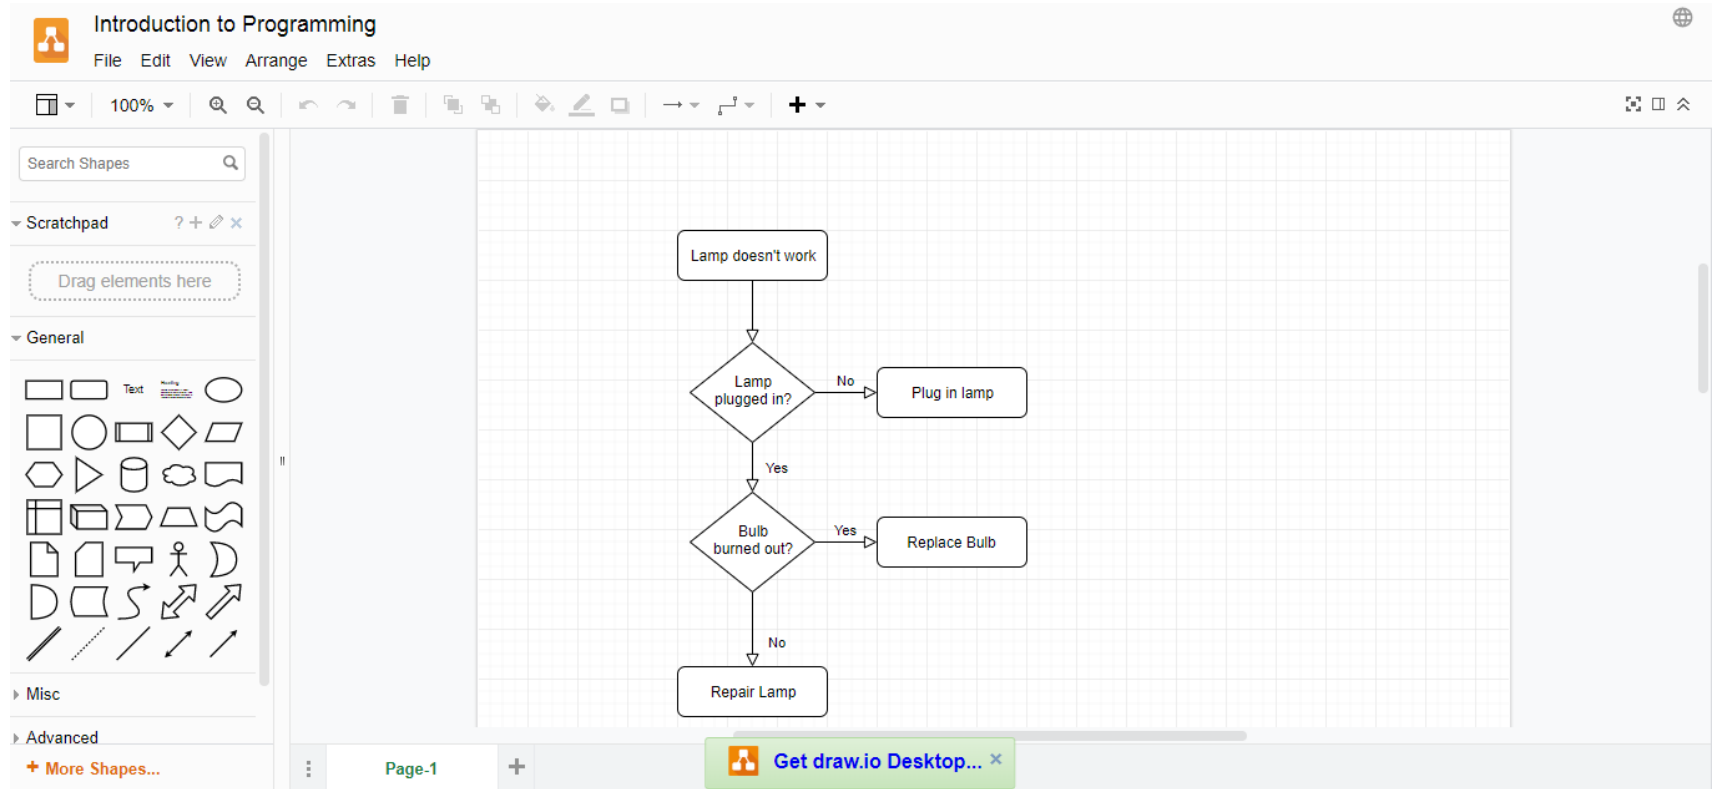 Introduction to Programming
File Edit View Arrange Extras Help
100%
Search Shapes
Scratchpad ?
Drag elements here
General
Text
Heading
Misc
Advanced
+ More Shapes...
Lamp doesn't work
Lamp
plugged in?
No
Plug in lamp
Yes
Bulb
burned out?
Yes
Replace Bulb
No
Repair Lamp
Page-1
Get draw.io Desktop... ×